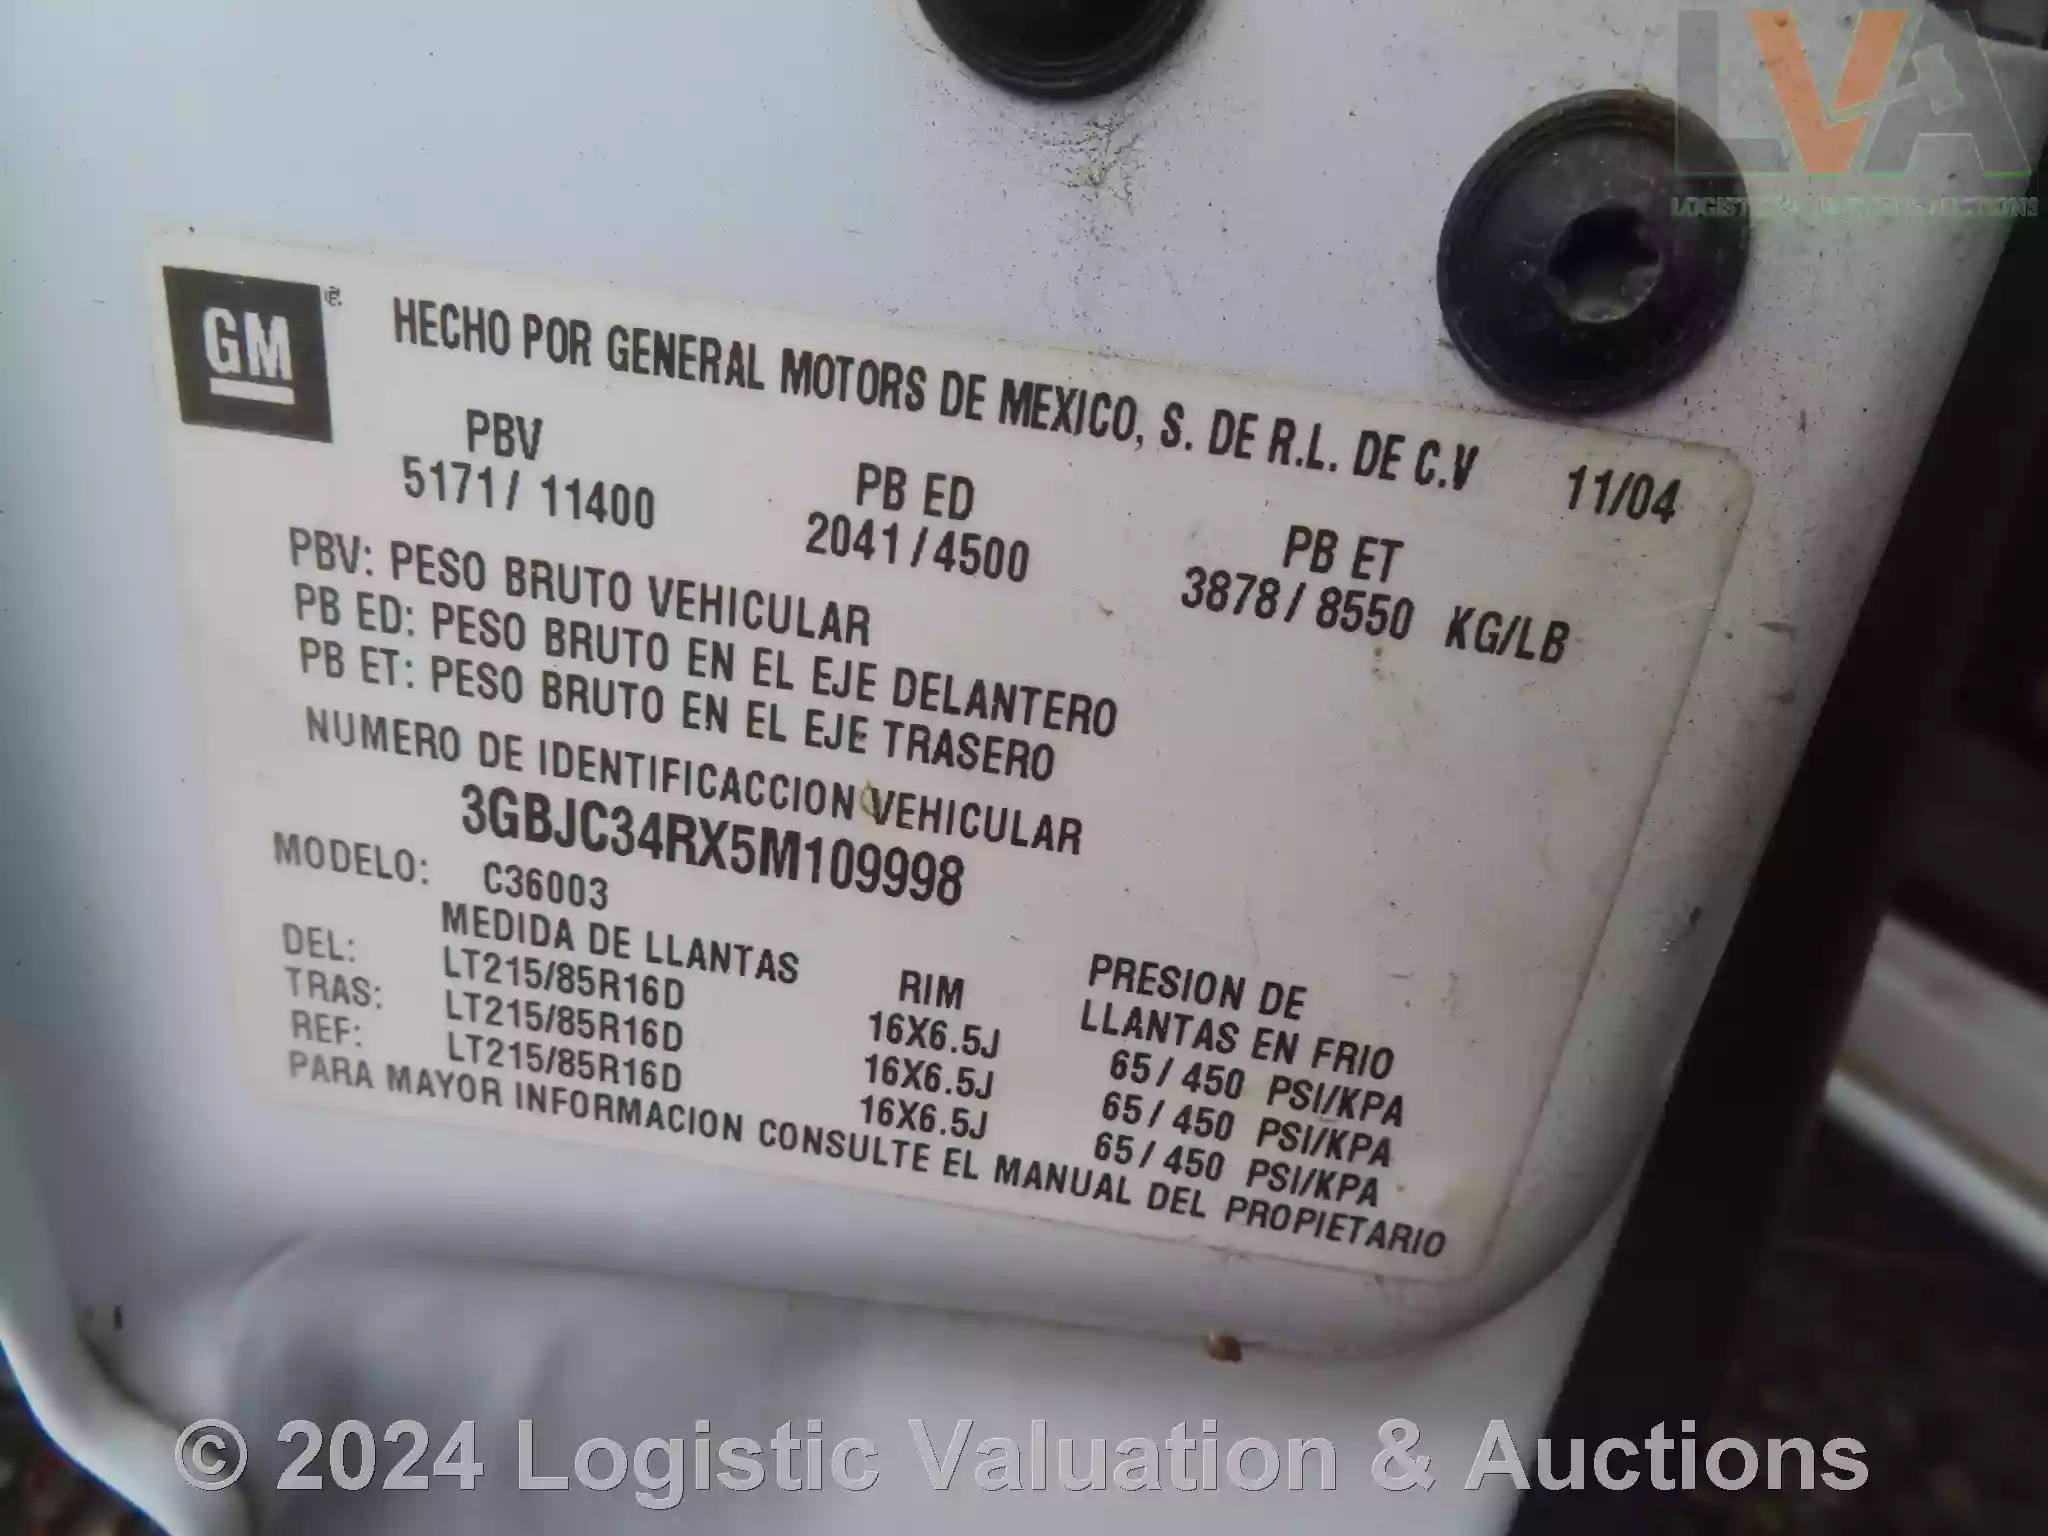 LVA
LOGISTIC VALUATION & AUCTIONS
GM ®
HECHO POR GENERAL MOTORS DE MEXICO, S. DE R.L. DE C.V 11/04
PBV PB ED PB ET
5171/ 11400 2041/4500 3878/8550 KG/LB
PBV: PESO BRUTO VEHICULAR
PB ED: PESO BRUTO EN EL EJE DELANTERO
PB ET: PESO BRUTO EN EL EJE TRASERO
NUMERO DE IDENTIFICACCION VEHICULAR
3GBJC34RX5M109998
MODELO: C36003
MEDIDA DE LLANTAS RIM PRESION DE
LLANTAS EN FRIO
DEL: LT215/85R16D 16X6.5J 65/450 PSI/KPA
TRAS: LT215/85R16D 16X6.5J 65/450 PSI/KPA
REF: LT215/85R16D 16X6.5J 65/450 PSI/KPA
PARA MAYOR INFORMACION CONSULTE EL MANUAL DEL PROPIETARIO
© 2024 Logistic Valuation & Auctions